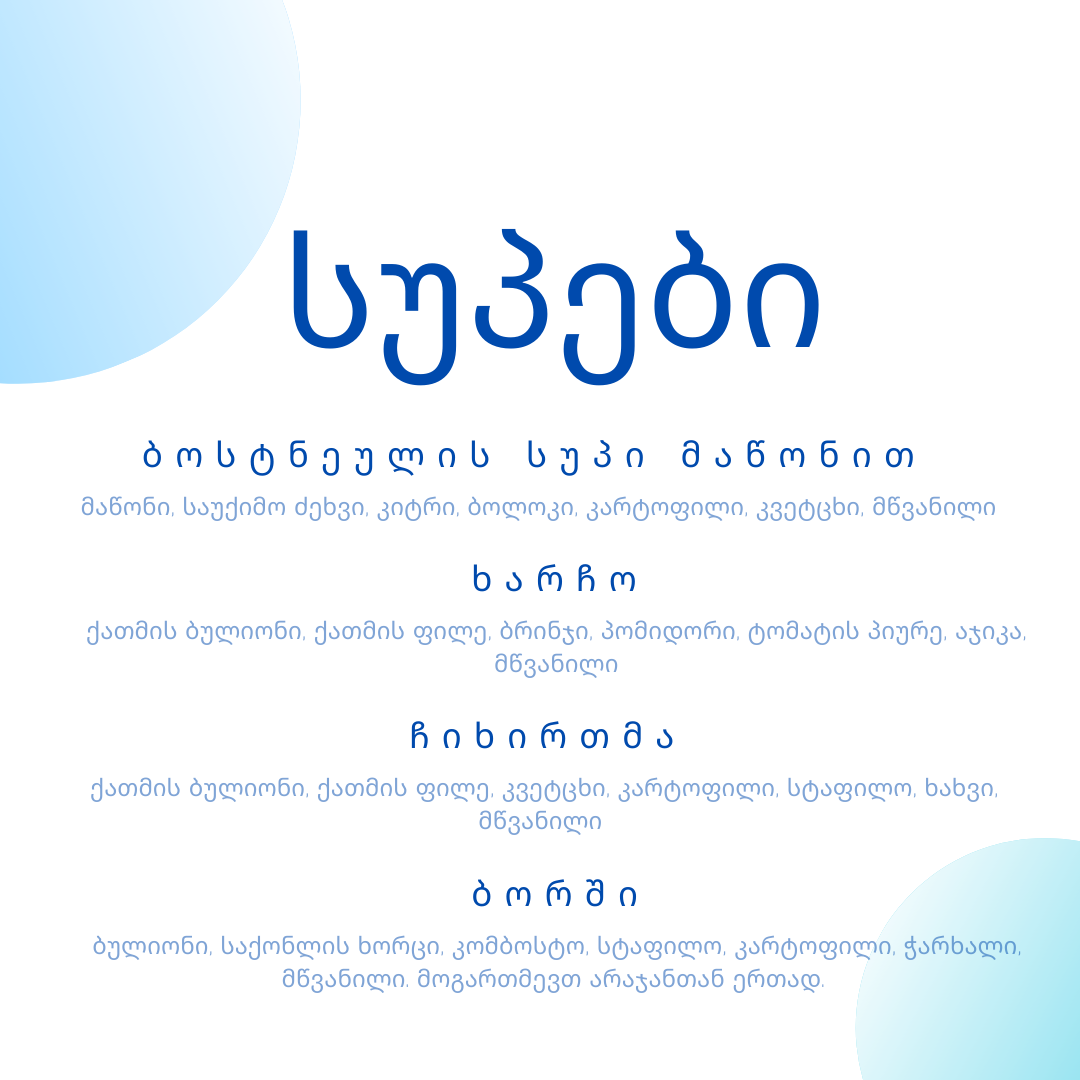 სუპები
ბოსტნეულის სუპი მაწონით
მაწონი, საუქიმო ძეხვი, კიტრი, ბოლოკი, კარტოფილი, კვეტცხი, მწვანილი
ხარჩო
ქათმის ბულიონი, ქათმის ფილე, ბრინჯი, პომიდორი, ტომატის პიურე, აჯიკა,
მწვანილი
ჩიხირთმა
ქათმის ბულიონი, ქათმის ფილე, კვეტცხი, კარტოფილი, სტაფილო, ხახვი,
მწვანილი
ბორში
ბულიონი, საქონლის ხორცი, კომბოსტო, სტაფილო, კარტოფილი, ჭარხალი,
მწვანილი. მოგართმევთ არაჯანთან ერთად.